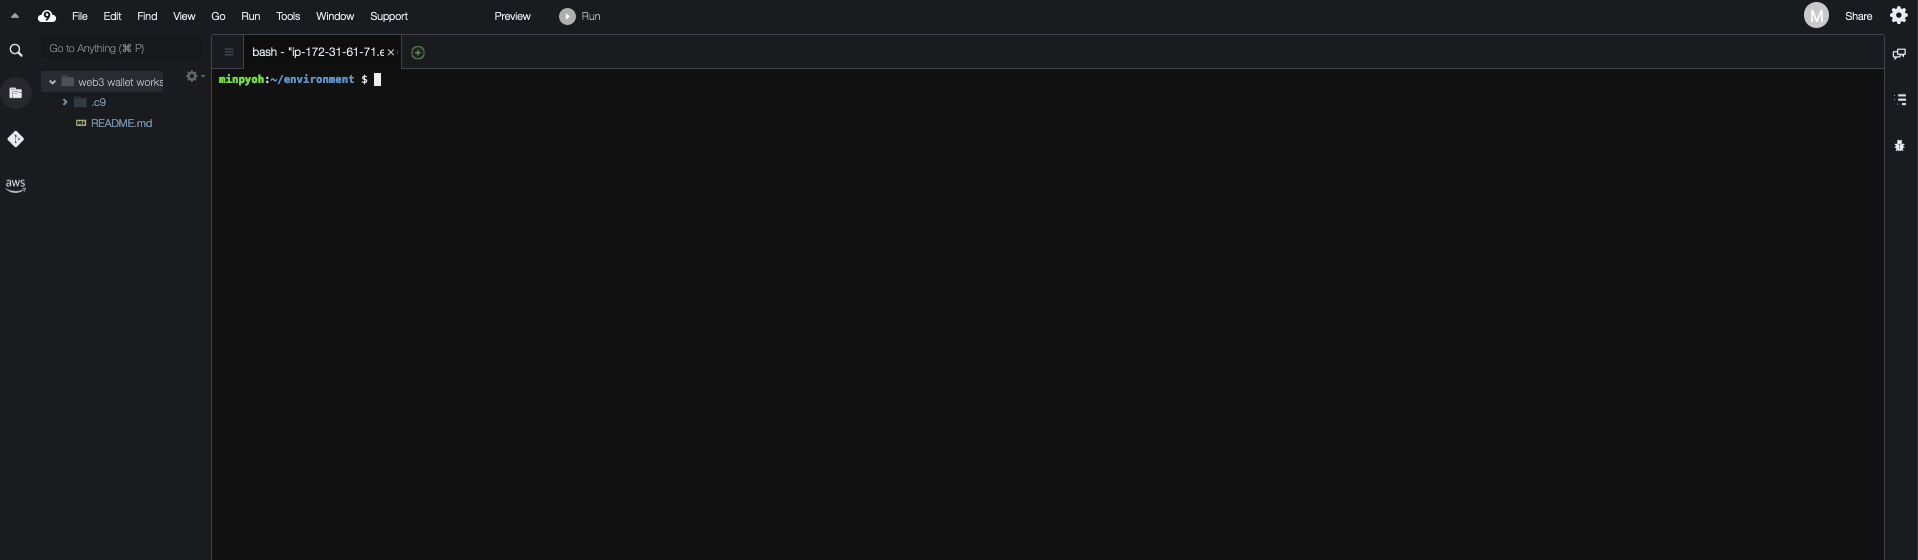 File Edit Find View Go Run Tools Window Support Preview Run M Share
Go to Anything (⌘ P)
bash - "ip-172-31-61-71.e
web3 wallet works
minpyoh:~/environment $
.c9
README.md
aws